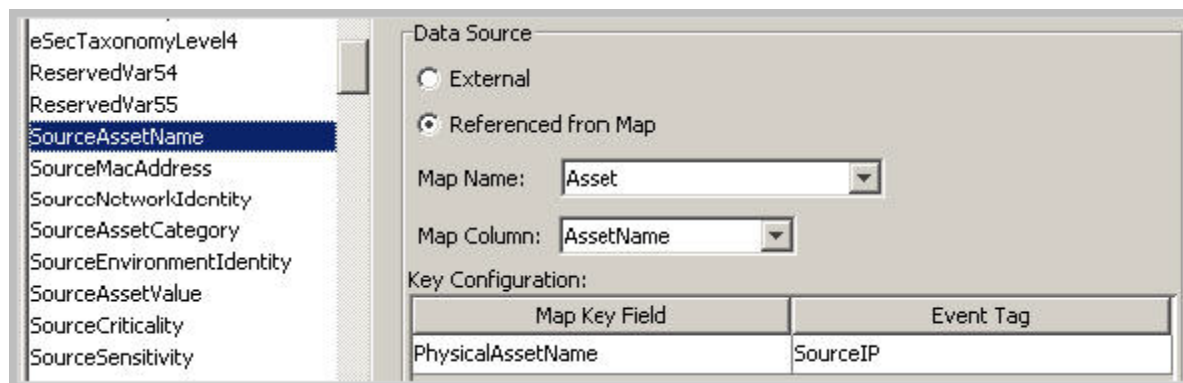 eSecTaxonomyLevel4
ReservedVar54
ReservedVar55
SourceAssetName
SourceMacAddress
SourceNetworkIdentity
SourceAssetCategory
SourceEnvironmentIdentity
SourceAssetValue
SourceCriticality
SourceSensitivity
Data Source
External
Referenced from Map
Map Name: Asset
Map Column: AssetName
Key Configuration:
Map Key Field Event Tag
PhysicalAssetName SourceIP